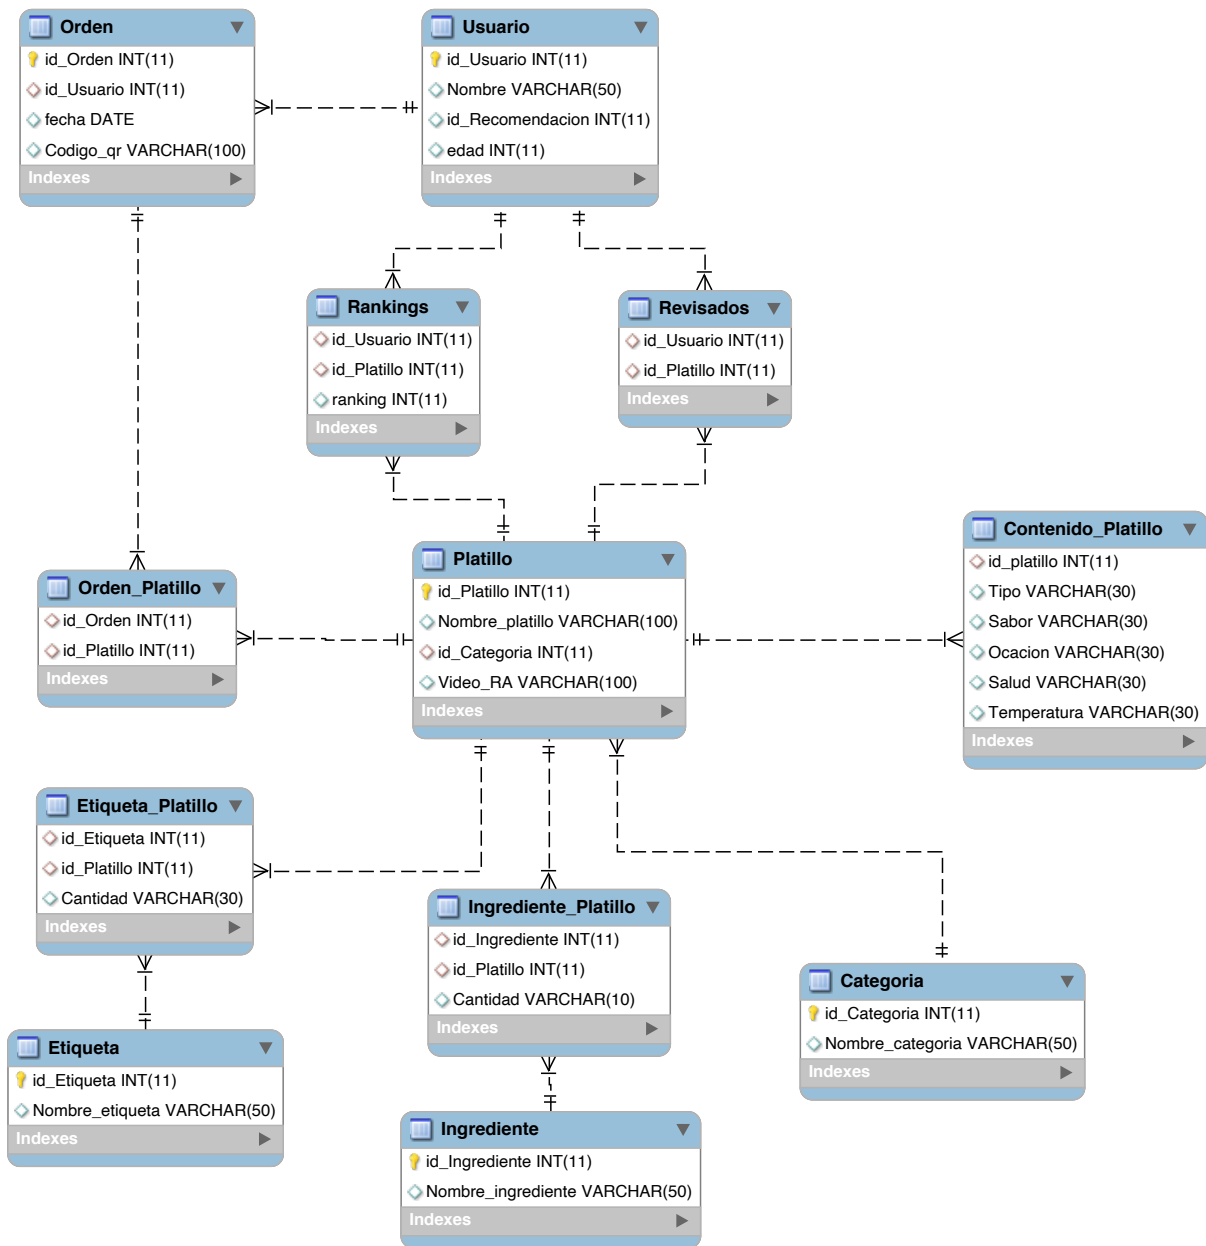 Orden
id_Orden INT(11)
id_Usuario INT(11)
fecha DATE
Codigo_qr VARCHAR(100)
Indexes
Usuario
id_Usuario INT(11)
Nombre VARCHAR(50)
id_Recomendacion INT(11)
edad INT(11)
Indexes
Rankings
id_Usuario INT(11)
id_Platillo INT(11)
ranking INT(11)
Indexes
Revisados
id_Usuario INT(11)
id_Platillo INT(11)
Indexes
Orden_Platillo
id_Orden INT(11)
id_Platillo INT(11)
Indexes
Platillo
id_Platillo INT(11)
Nombre_platillo VARCHAR(100)
id_Categoria INT(11)
Video_RA VARCHAR(100)
Indexes
Contenido_Platillo
id_platillo INT(11)
Tipo VARCHAR(30)
Sabor VARCHAR(30)
Ocacion VARCHAR(30)
Salud VARCHAR(30)
Temperatura VARCHAR(30)
Indexes
Etiqueta_Platillo
id_Etiqueta INT(11)
id_Platillo INT(11)
Cantidad VARCHAR(30)
Indexes
Ingrediente_Platillo
id_Ingrediente INT(11)
id_Platillo INT(11)
Cantidad VARCHAR(10)
Indexes
Categoria
id_Categoria INT(11)
Nombre_categoria VARCHAR(50)
Indexes
Etiqueta
id_Etiqueta INT(11)
Nombre_etiqueta VARCHAR(50)
Indexes
Ingrediente
id_Ingrediente INT(11)
Nombre_ingrediente VARCHAR(50)
Indexes